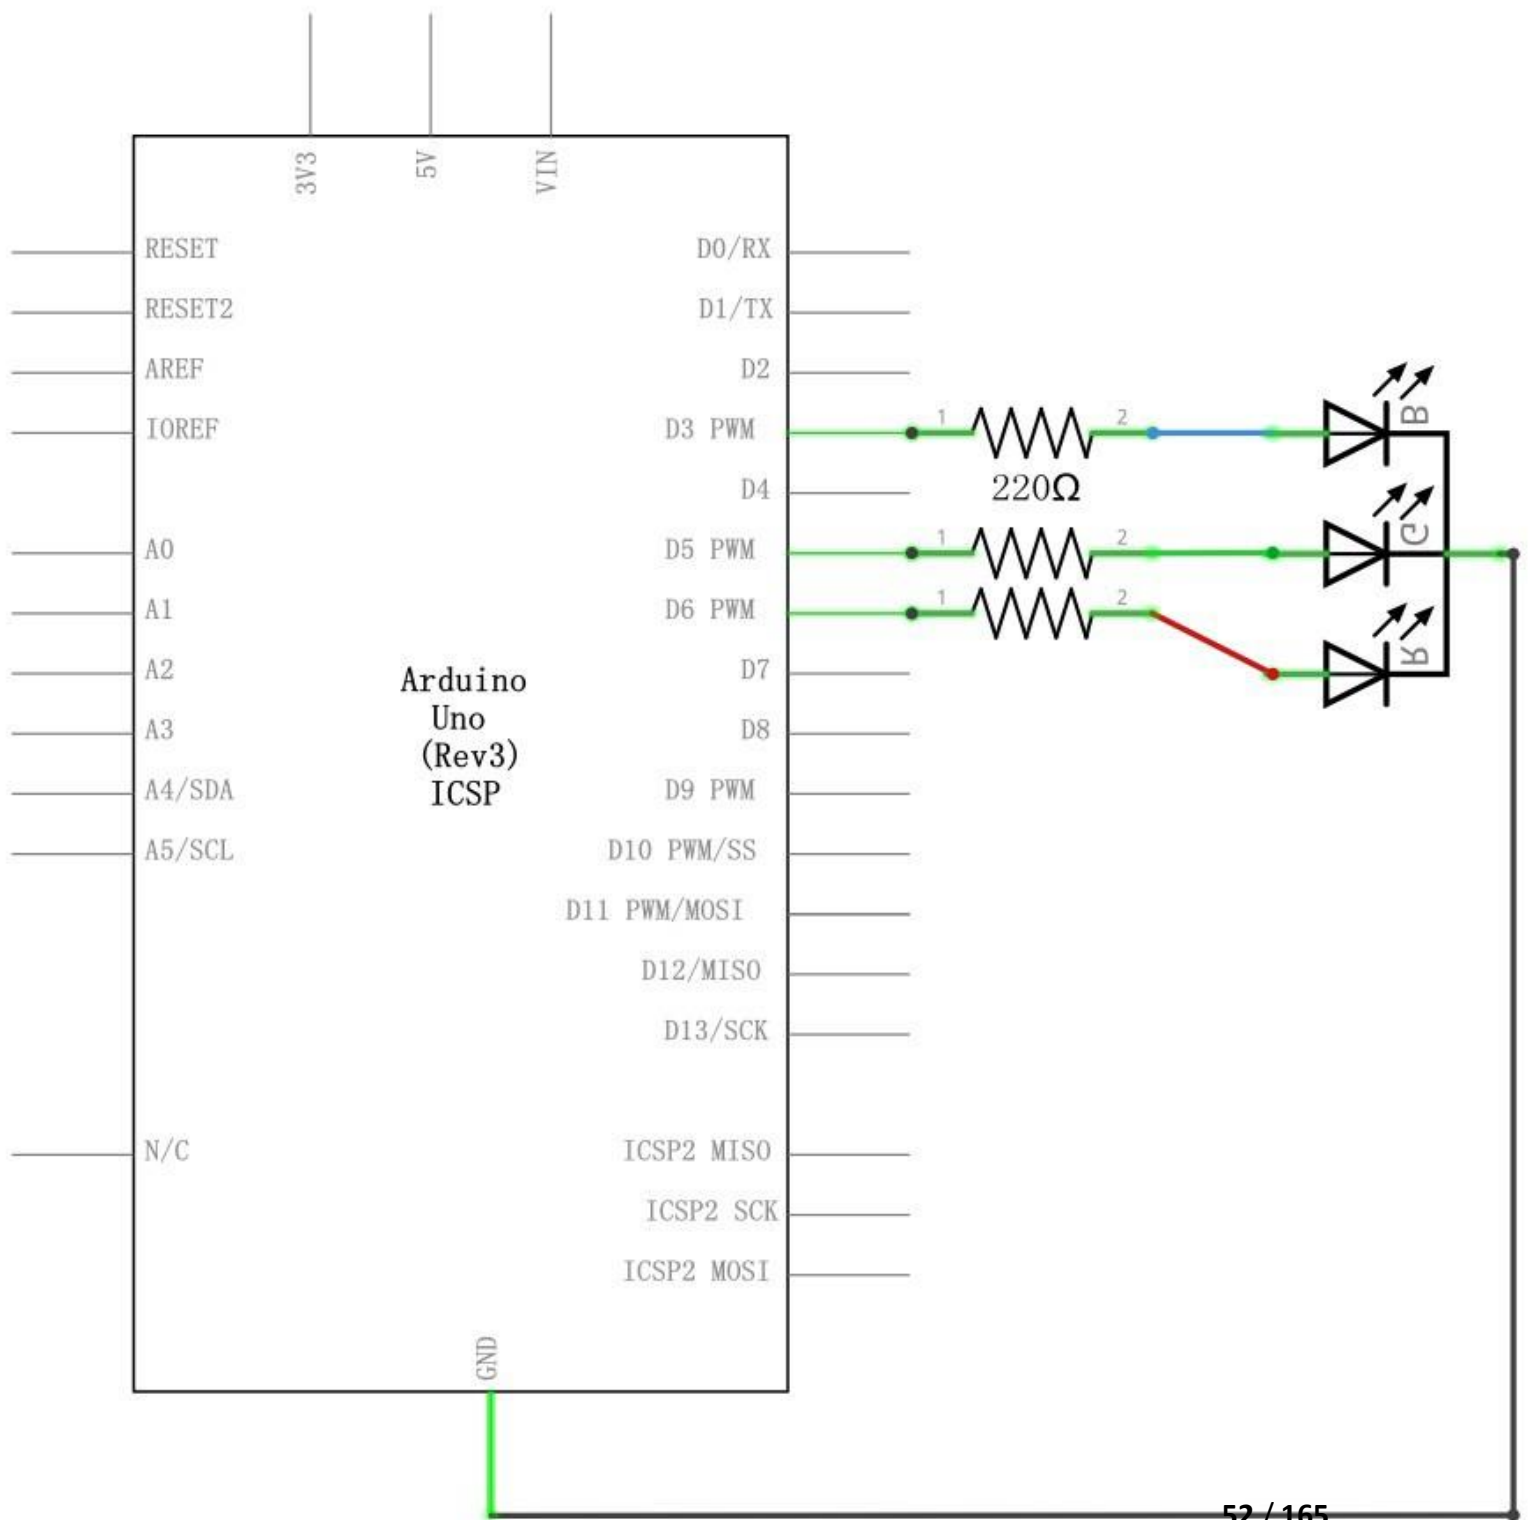 3V3
5V
VIN
RESET
D0/RX
RESET2
D1/TX
AREF
D2
IOREF
D3 PWM
1
2
B
220Ω
D4
A0
D5 PWM
1
2
G
A1
D6 PWM
1
2
R
A2
D7
Arduino
Uno
(Rev3)
ICSP
A3
D8
A4/SDA
D9 PWM
A5/SCL
D10 PWM/SS
D11 PWM/MOSI
D12/MISO
D13/SCK
N/C
ICSP2 MISO
ICSP2 SCK
ICSP2 MOSI
GND
52 / 165